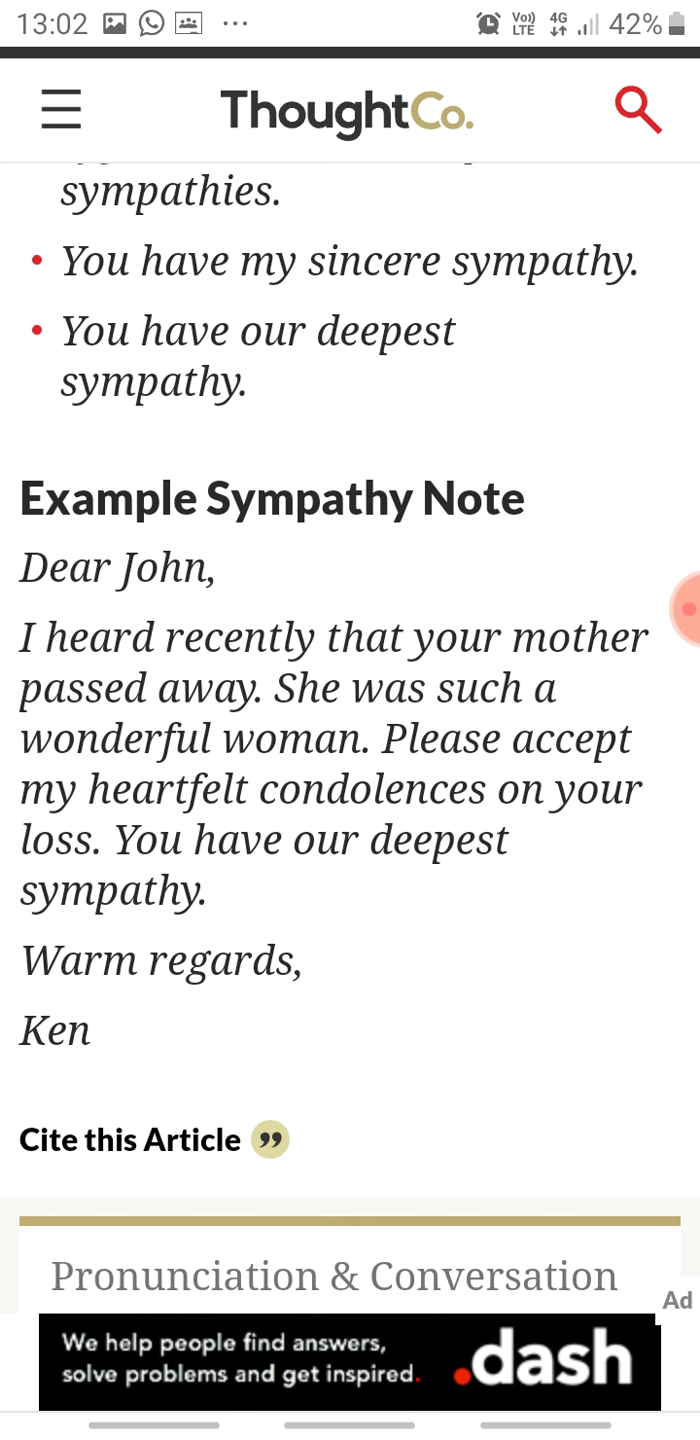 13:02 ... Vo)) LTE 4G 42%
ThoughtCo.
sympathies.
• You have my sincere sympathy.
• You have our deepest
sympathy.
Example Sympathy Note
Dear John,
I heard recently that your mother
passed away. She was such a
wonderful woman. Please accept
my heartfelt condolences on your
loss. You have our deepest
sympathy.
Warm regards,
Ken
Cite this Article
Pronunciation & Conversation
Ad
We help people find answers,
solve problems and get inspired.
.dash